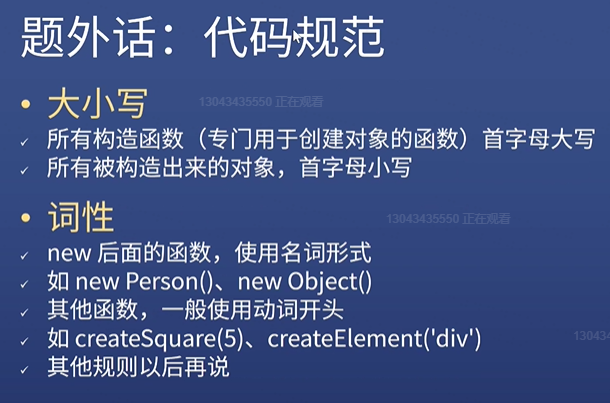 题外话：代码规范
• 大小写
13043435550 正在观看
✓ 所有构造函数（专门用于创建对象的函数）首字母大写
✓ 所有被构造出来的对象，首字母小写
• 词性
13043435550 正在观看
✓ new 后面的函数，使用名词形式
✓ 如 new Person()、new Object()
✓ 其他函数，一般使用动词开头
✓ 如 createSquare(5)、createElement('div')
130434
✓ 其他规则以后再说